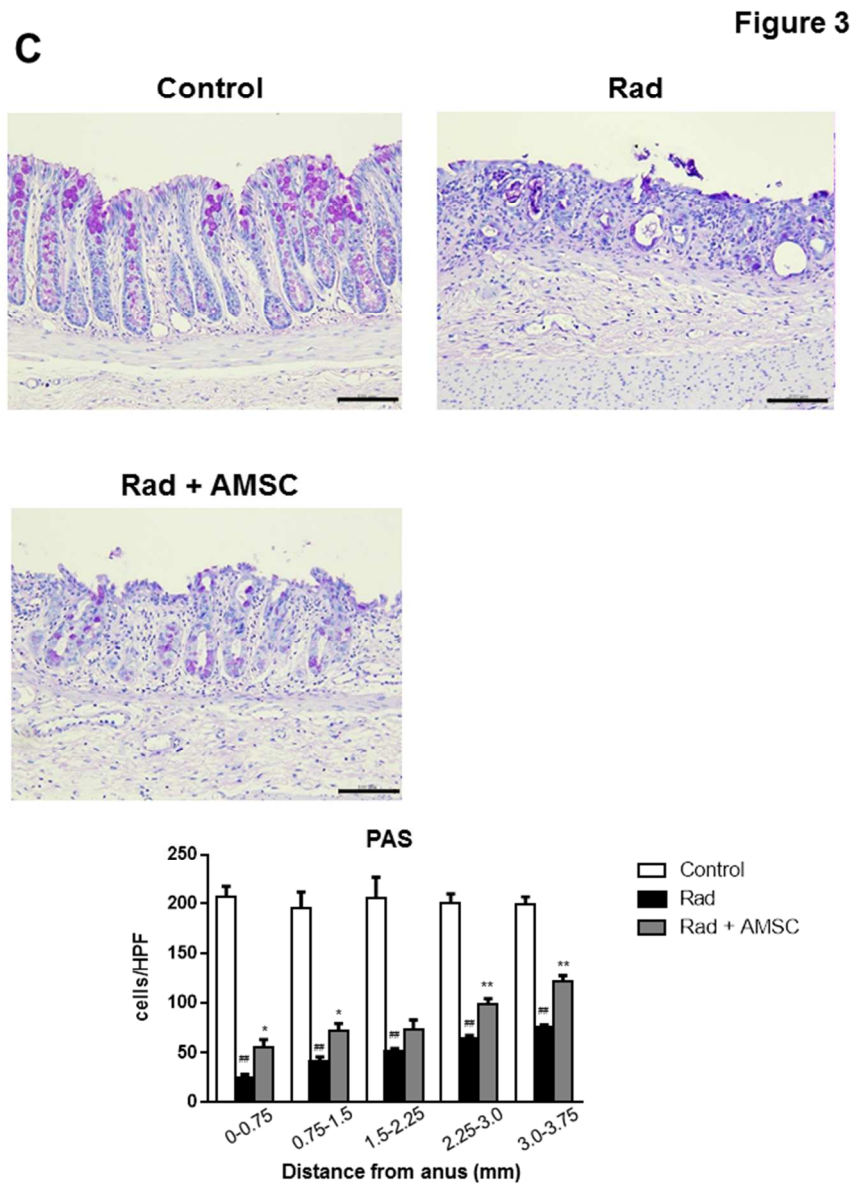 Figure 3
C
Control
Rad
Rad + AMSC
PAS
250
200
150
100
50
0
cells/HPF
## * ## * ## ## ** ## **
0-0.75 0.75-1.5 1.5-2.25 2.25-3.0 3.0-3.75
Distance from anus (mm)
Control
Rad
Rad + AMSC